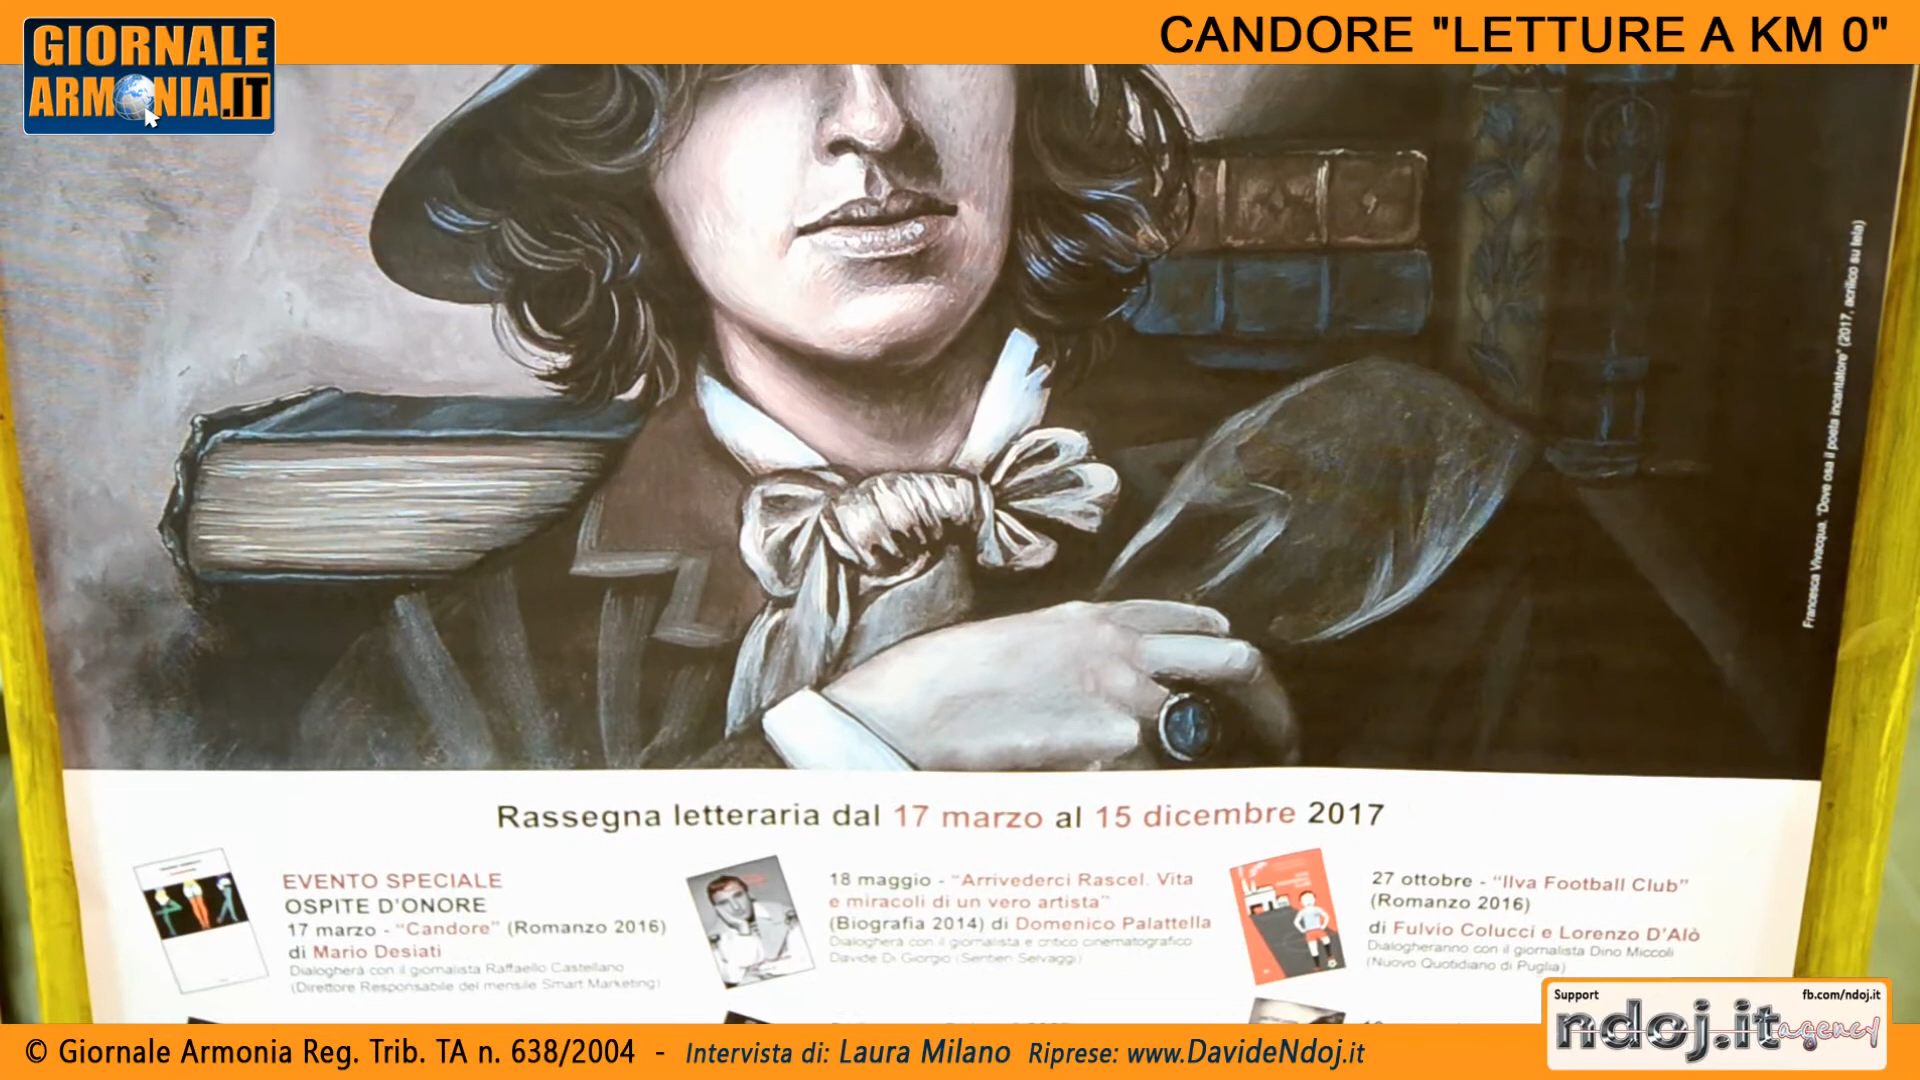 GIORNALE
ARMONIA.IT
CANDORE "LETTURE A KM 0"
Francesca Vivacqua, "Dove osa il poeta incantatore" (2017, acrilico su tela)
Rassegna letteraria dal 17 marzo al 15 dicembre 2017
EVENTO SPECIALE
OSPITE D'ONORE
17 marzo - "Candore" (Romanzo 2016)
di Mario Desiati
Dialogherà con il giornalista Raffaello Castellano
(Direttore Responsabile del mensile Smart Marketing)
18 maggio - "Arrivederci Rascel. Vita
e miracoli di un vero artista"
(Biografia 2014) di Domenico Palattella
Dialogherà con il giornalista e critico cinematografico
Davide Di Giorgio (Sentieri Selvaggi)
27 ottobre - "Ilva Football Club"
(Romanzo 2016)
di Fulvio Colucci e Lorenzo D'Alò
Dialogheranno con il giornalista Dino Miccoli
(Nuovo Quotidiano di Puglia)
Support
fb.com/ndoj.it
ndoj.it agency
© Giornale Armonia Reg. Trib. TA n. 638/2004 - Intervista di: Laura Milano Riprese: www.DavideNdoj.it